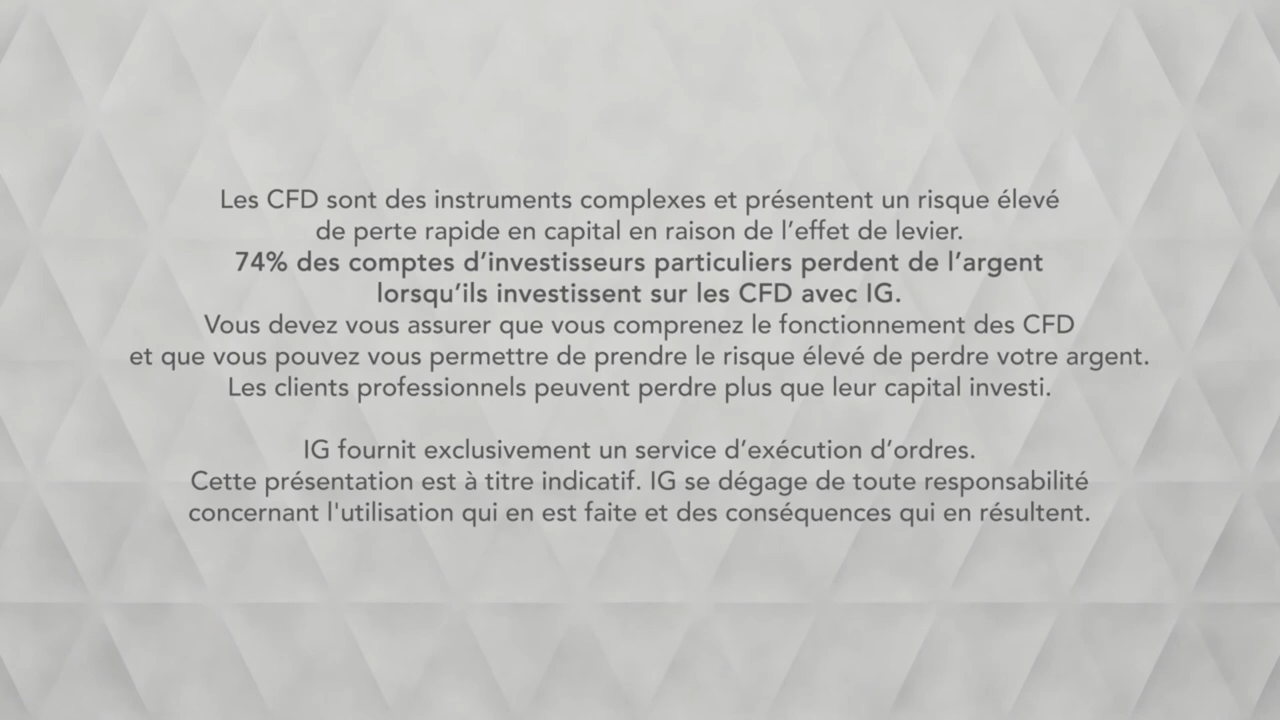 Les CFD sont des instruments complexes et présentent un risque élevé
de perte rapide en capital en raison de l’effet de levier.
74% des comptes d’investisseurs particuliers perdent de l’argent
lorsqu’ils investissent sur les CFD avec IG.
Vous devez vous assurer que vous comprenez le fonctionnement des CFD
et que vous pouvez vous permettre de prendre le risque élevé de perdre votre argent.
Les clients professionnels peuvent perdre plus que leur capital investi.
IG fournit exclusivement un service d’exécution d’ordres.
Cette présentation est à titre indicatif. IG se dégage de toute responsabilité
concernant l'utilisation qui en est faite et des conséquences qui en résultent.